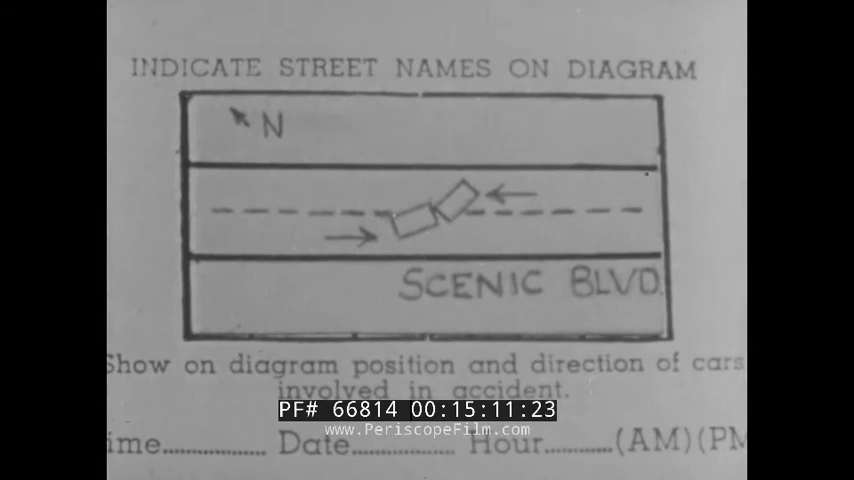 INDICATE STREET NAMES ON DIAGRAM
N
SCENIC BLVD.
Show on diagram position and direction of cars
involved in accident.
PF# 66814 00:15:11:23
www.PeriscopeFilm.com
ime............... Date............... Hour..........(AM)(PM